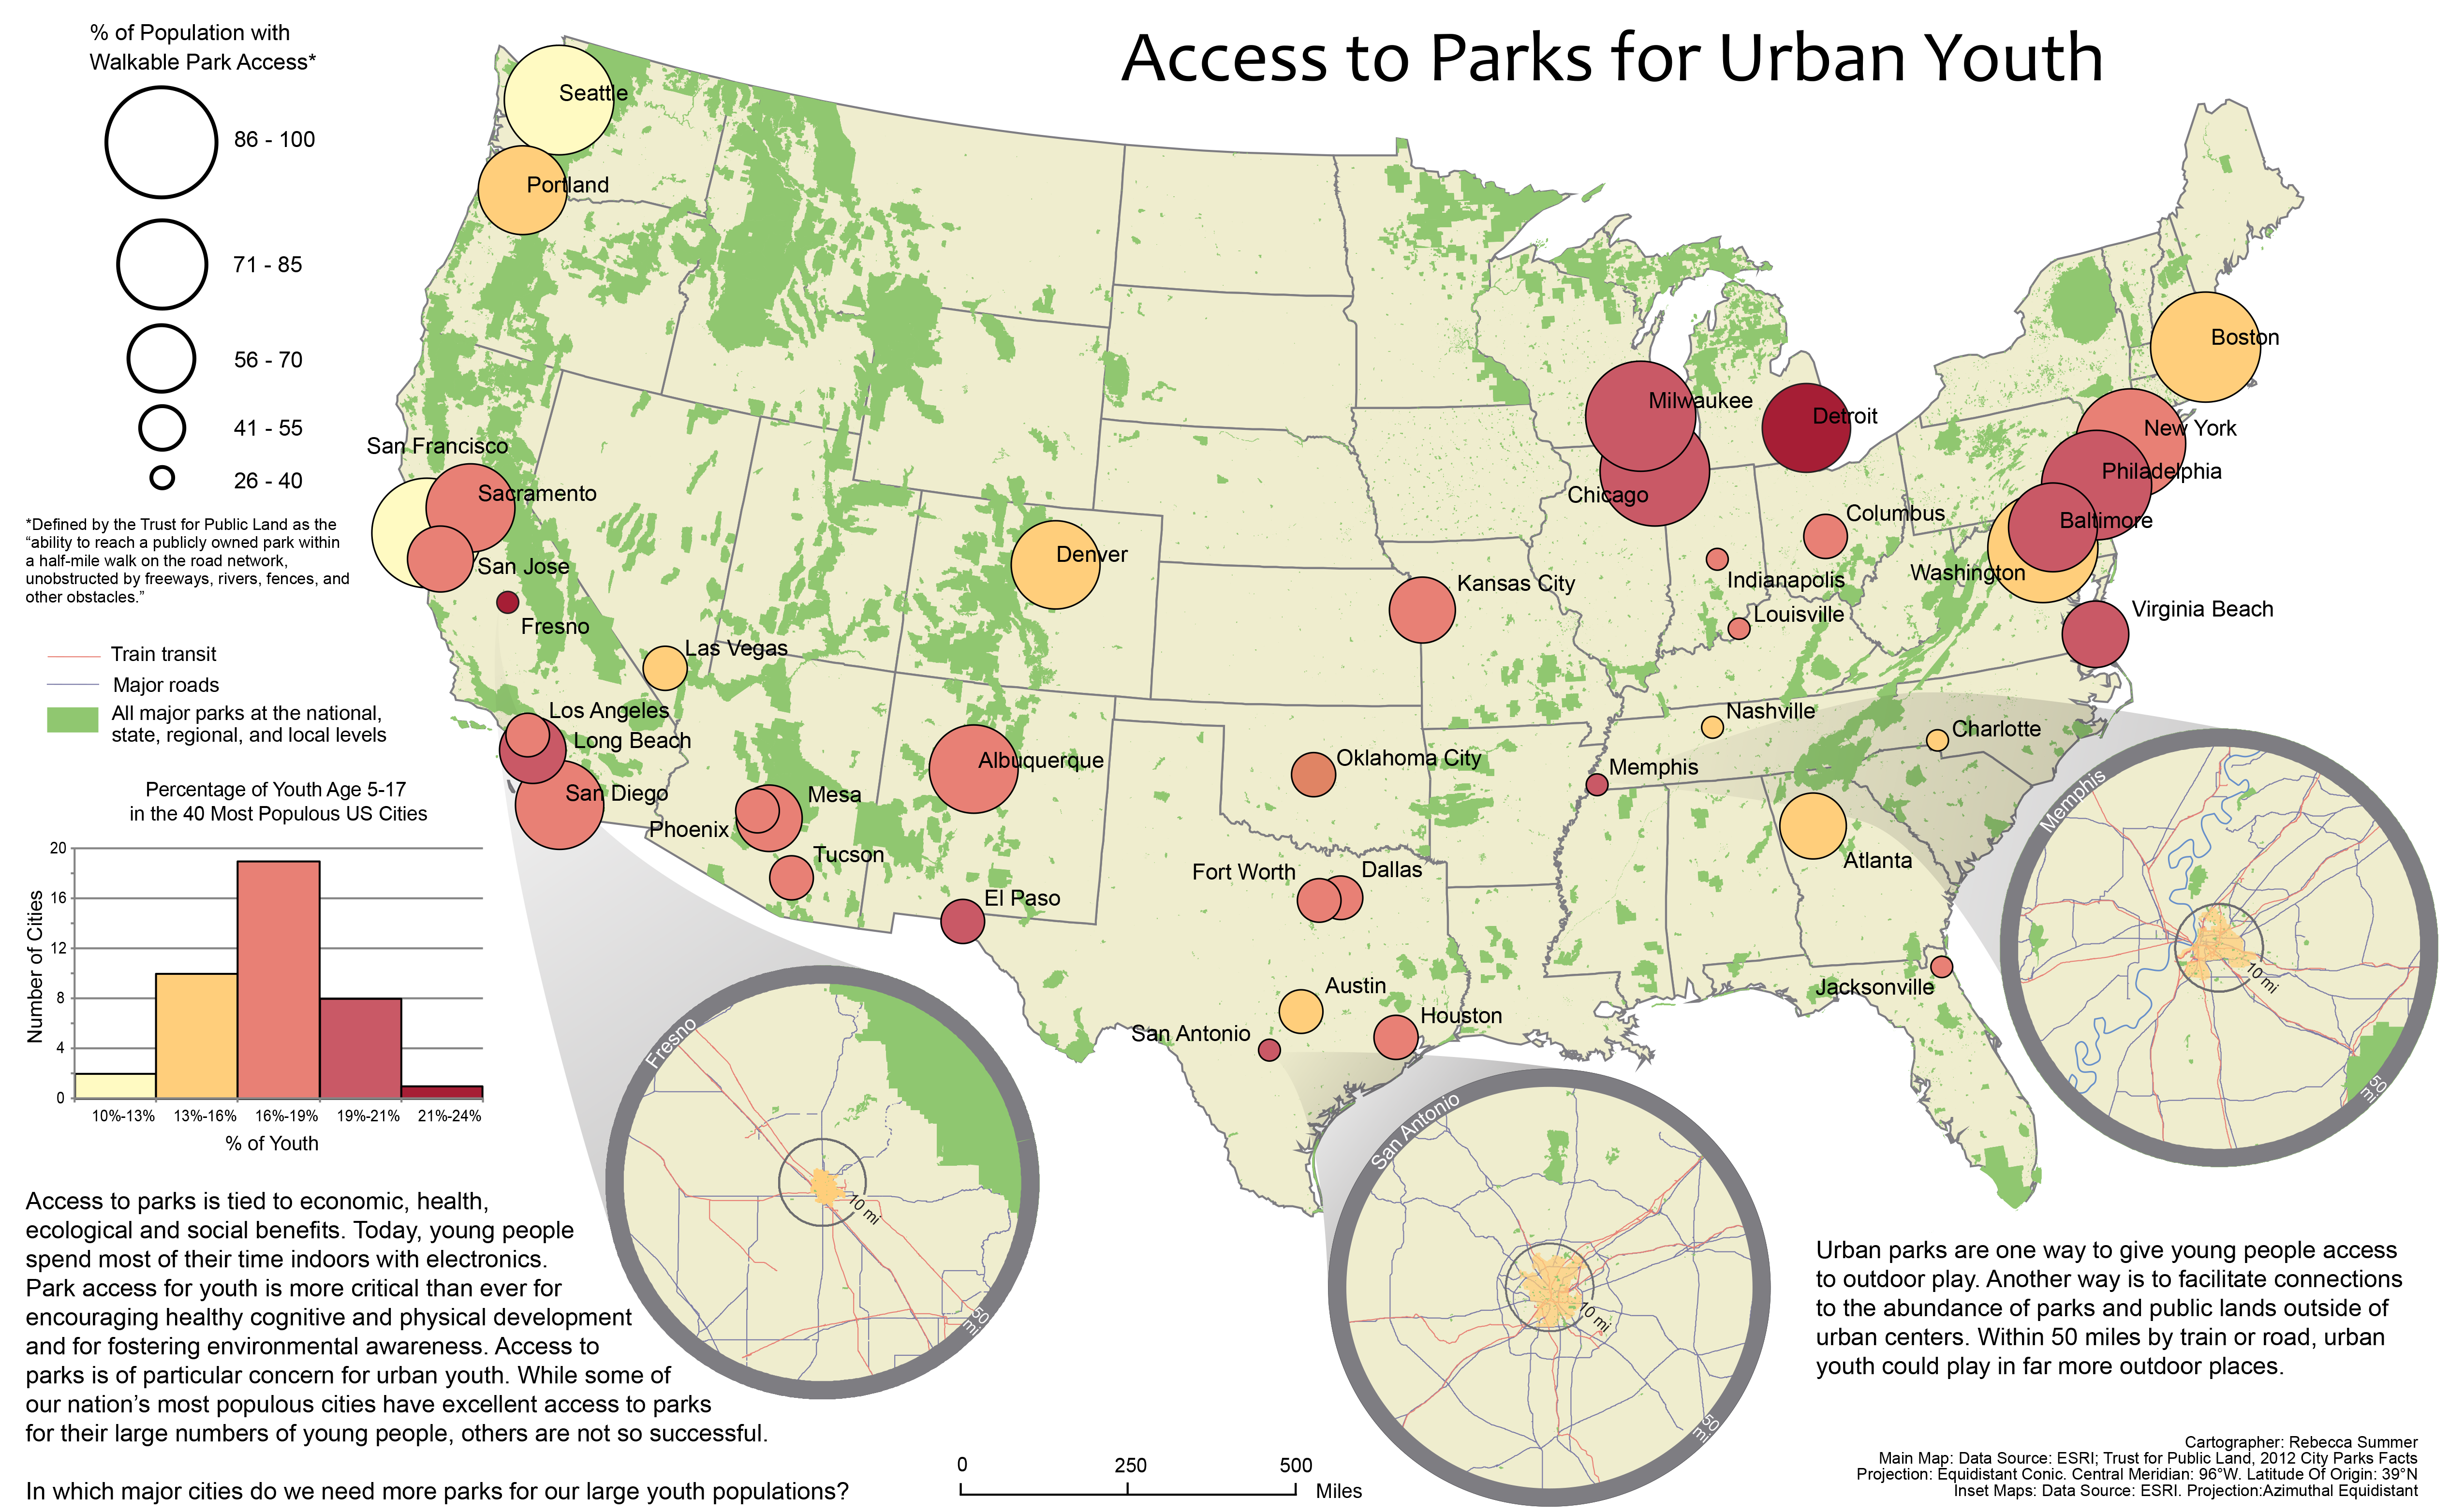 Access to Parks for Urban Youth
% of Population with
Walkable Park Access*
86 - 100
71 - 85
56 - 70
41 - 55
26 - 40
*Defined by the Trust for Public Land as the
“ability to reach a publicly owned park within
a half-mile walk on the road network,
unobstructed by freeways, rivers, fences, and
other obstacles.”
Train transit
Major roads
All major parks at the national,
state, regional, and local levels
Percentage of Youth Age 5-17
in the 40 Most Populous US Cities
Number of Cities
20
16
12
8
4
0
10%-13%
13%-16%
16%-19%
19%-21%
21%-24%
% of Youth
Seattle
Portland
San Francisco
Sacramento
San Jose
Fresno
Las Vegas
Los Angeles
Long Beach
San Diego
Phoenix
Mesa
Tucson
Denver
Albuquerque
El Paso
Kansas City
Oklahoma City
Fort Worth
Dallas
Austin
San Antonio
Houston
Milwaukee
Chicago
Detroit
Columbus
Indianapolis
Louisville
Nashville
Memphis
Charlotte
Atlanta
Jacksonville
Boston
New York
Philadelphia
Baltimore
Washington
Virginia Beach
Fresno
10 mi
50
mi.
San Antonio
10 mi
50
mi.
Memphis
10 mi
50
mi.
Access to parks is tied to economic, health,
ecological and social benefits. Today, young people
spend most of their time indoors with electronics.
Park access for youth is more critical than ever for
encouraging healthy cognitive and physical development
and for fostering environmental awareness. Access to
parks is of particular concern for urban youth. While some of
our nation’s most populous cities have excellent access to parks
for their large numbers of young people, others are not so successful.
In which major cities do we need more parks for our large youth populations?
0
250
500
Miles
Urban parks are one way to give young people access
to outdoor play. Another way is to facilitate connections
to the abundance of parks and public lands outside of
urban centers. Within 50 miles by train or road, urban
youth could play in far more outdoor places.
Cartographer: Rebecca Summer
Main Map: Data Source: ESRI; Trust for Public Land, 2012 City Parks Facts
Projection: Equidistant Conic. Central Meridian: 96°W. Latitude Of Origin: 39°N
Inset Maps: Data Source: ESRI. Projection:Azimuthal Equidistant